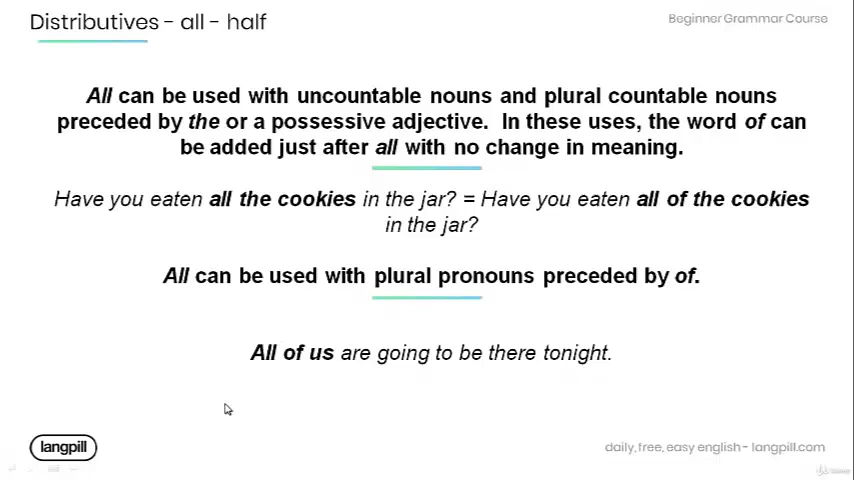 Distributives - all - half
Beginner Grammar Course
All can be used with uncountable nouns and plural countable nouns
preceded by the or a possessive adjective. In these uses, the word of can
be added just after all with no change in meaning.
Have you eaten all the cookies in the jar? = Have you eaten all of the cookies
in the jar?
All can be used with plural pronouns preceded by of.
All of us are going to be there tonight.
langpill
daily, free, easy english - langpill.com
Udemy